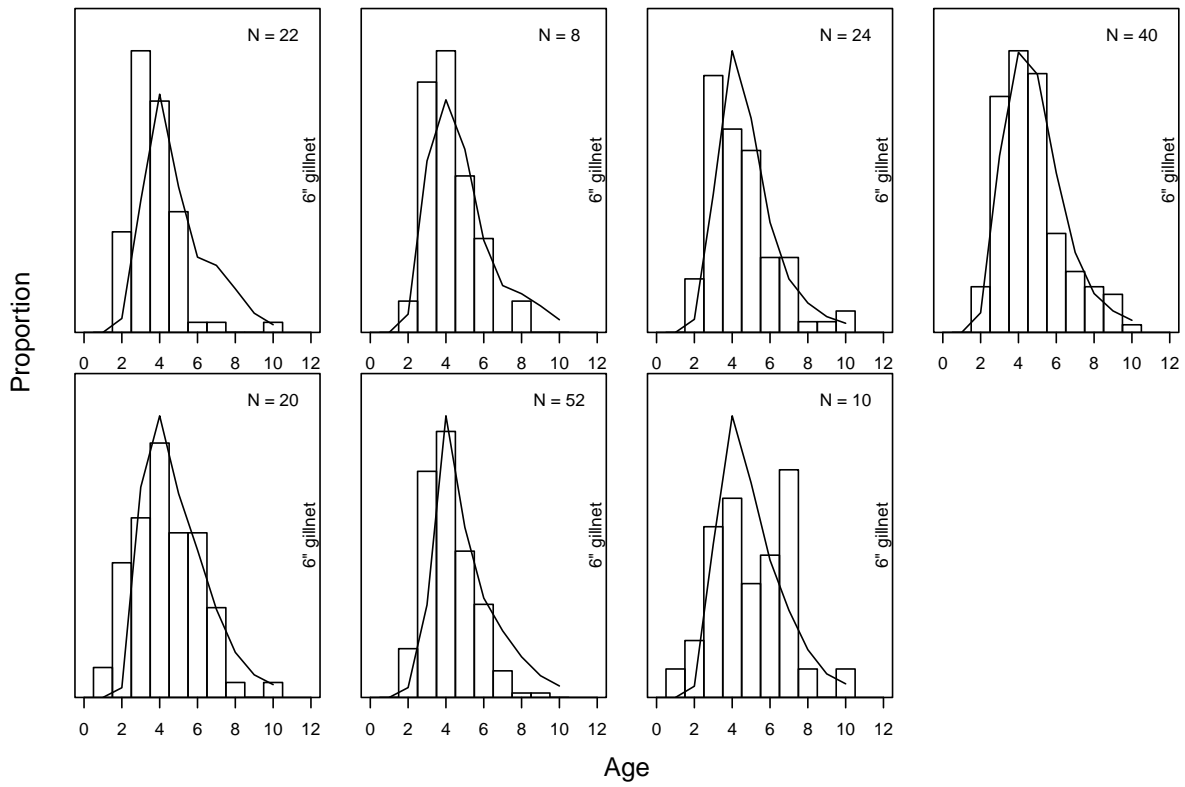 N = 22
6" gillnet
N = 8
6" gillnet
N = 24
6" gillnet
N = 40
6" gillnet
0 2 4 6 8 10 12
0 2 4 6 8 10 12
0 2 4 6 8 10 12
0 2 4 6 8 10 12
Proportion
N = 20
6" gillnet
N = 52
6" gillnet
N = 10
6" gillnet
0 2 4 6 8 10 12
0 2 4 6 8 10 12
0 2 4 6 8 10 12
Age